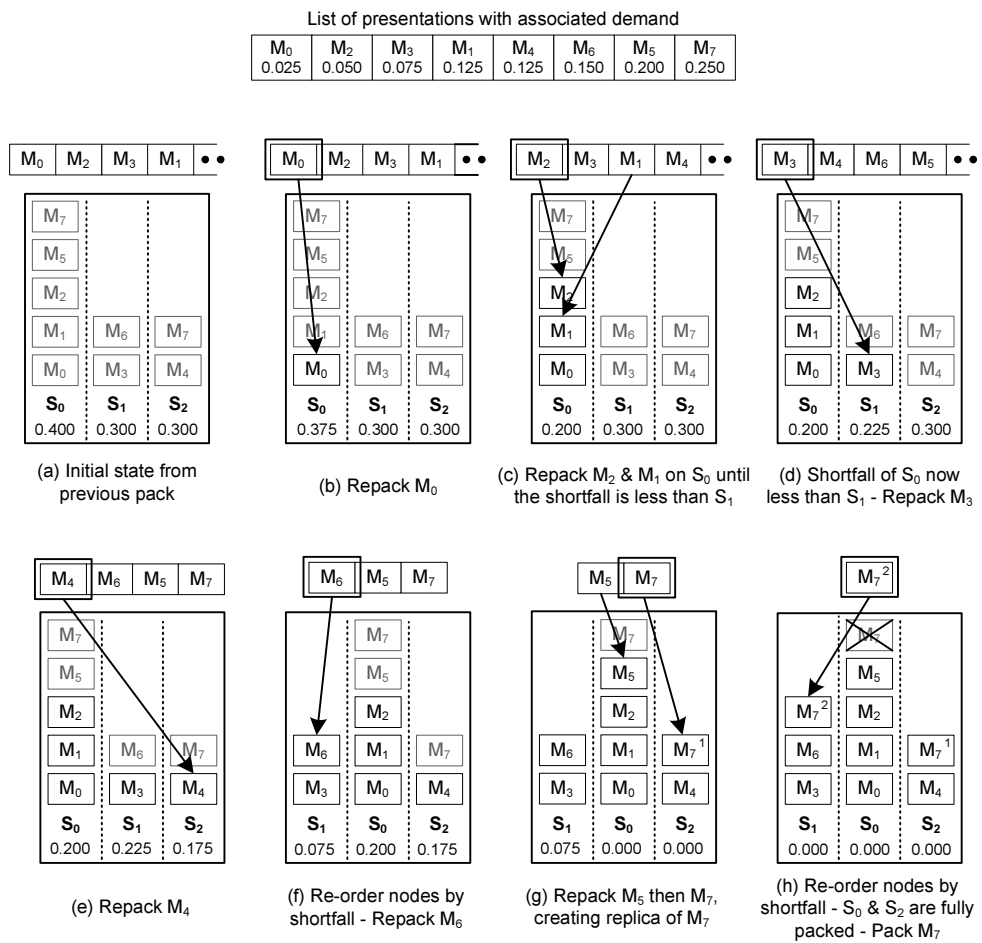 List of presentations with associated demand
M0 M2 M3 M1 M4 M6 M5 M7
0.025 0.050 0.075 0.125 0.125 0.150 0.200 0.250
M0 M2 M3 M1 ••
M7
M5
M2
M1 M6 M7
M0 M3 M4
S0 S1 S2
0.400 0.300 0.300
(a) Initial state from
previous pack
M0 M2 M3 M1 ••
M7
M5
M2
M1 M6 M7
M0 M3 M4
S0 S1 S2
0.375 0.300 0.300
(b) Repack M0
M2 M3 M1 M4 ••
M7
M5
M2
M1 M6 M7
M0 M3 M4
S0 S1 S2
0.200 0.300 0.300
(c) Repack M2 & M1 on S0 until
the shortfall is less than S1
M3 M4 M6 M5 ••
M7
M5
M2
M1 M6 M7
M0 M3 M4
S0 S1 S2
0.200 0.225 0.300
(d) Shortfall of S0 now
less than S1 - Repack M3
M4 M6 M5 M7
M7
M5
M2
M1 M6 M7
M0 M3 M4
S0 S1 S2
0.200 0.225 0.175
(e) Repack M4
M6 M5 M7
M7
M5
M2
M6 M1 M7
M3 M0 M4
S1 S0 S2
0.075 0.200 0.175
(f) Re-order nodes by
shortfall - Repack M6
M5 M7
M7
M5
M2
M6 M1 M7 1
M3 M0 M4
S1 S0 S2
0.075 0.000 0.000
(g) Repack M5 then M7,
creating replica of M7
M7 2
M7
M5
M7 2 M2
M6 M1 M7 1
M3 M0 M4
S1 S0 S2
0.000 0.000 0.000
(h) Re-order nodes by
shortfall - S0 & S2 are fully
packed - Pack M7